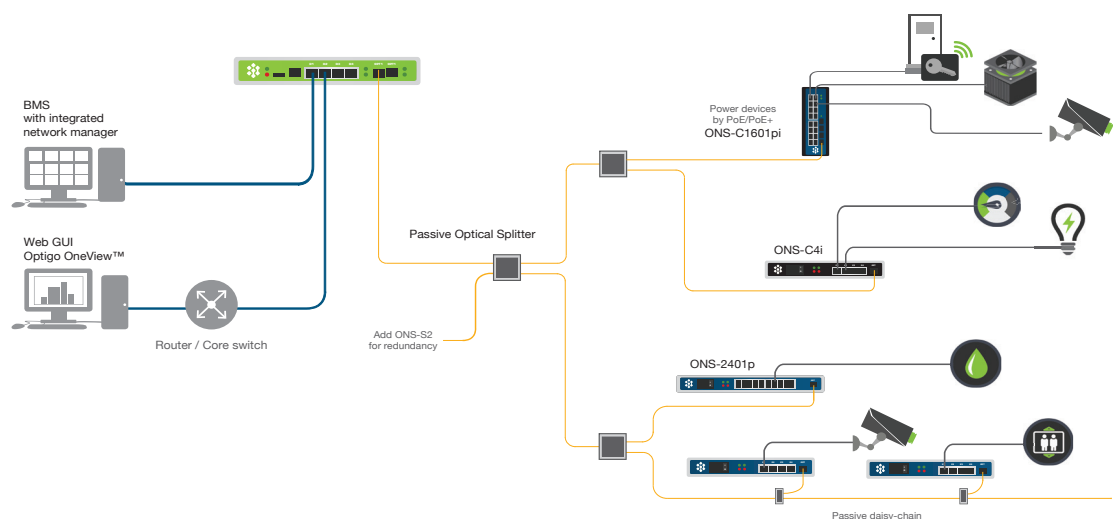 BMS
with integrated
network manager
Web GUI
Optigo OneView™
Router / Core switch
Passive Optical Splitter
Add ONS-S2
for redundancy
Power devices
by PoE/PoE+
ONS-C1601pi
ONS-C4i
ONS-2401p
Passive daisy-chain